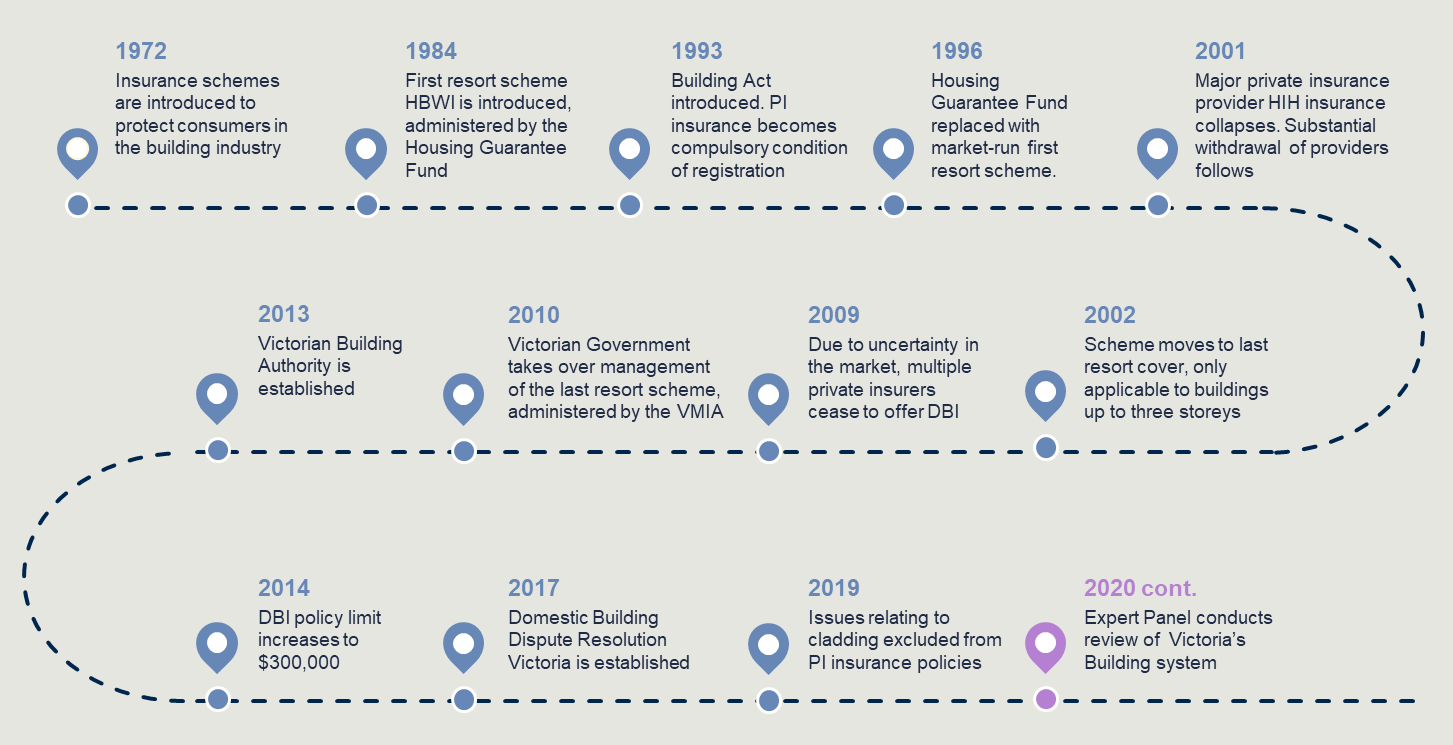 1972
Insurance schemes
are introduced to
protect consumers in
the building industry
1984
First resort scheme
HBWI is introduced,
administered by the
Housing Guarantee
Fund
1993
Building Act
introduced. PI
insurance becomes
compulsory condition
of registration
1996
Housing
Guarantee Fund
replaced with
market-run first
resort scheme.
2001
Major private insurance
provider HIH insurance
collapses. Substantial
withdrawal of providers
follows
2002
Scheme moves to last
resort cover, only
applicable to buildings
up to three storeys
2009
Due to uncertainty in
the market, multiple
private insurers
cease to offer DBI
2010
Victorian Government
takes over management
of the last resort scheme,
administered by the VMIA
2013
Victorian Building
Authority is
established
2014
DBI policy limit
increases to
$300,000
2017
Domestic Building
Dispute Resolution
Victoria is established
2019
Issues relating to
cladding excluded from
PI insurance policies
2020 cont.
Expert Panel conducts
review of Victoria’s
Building system